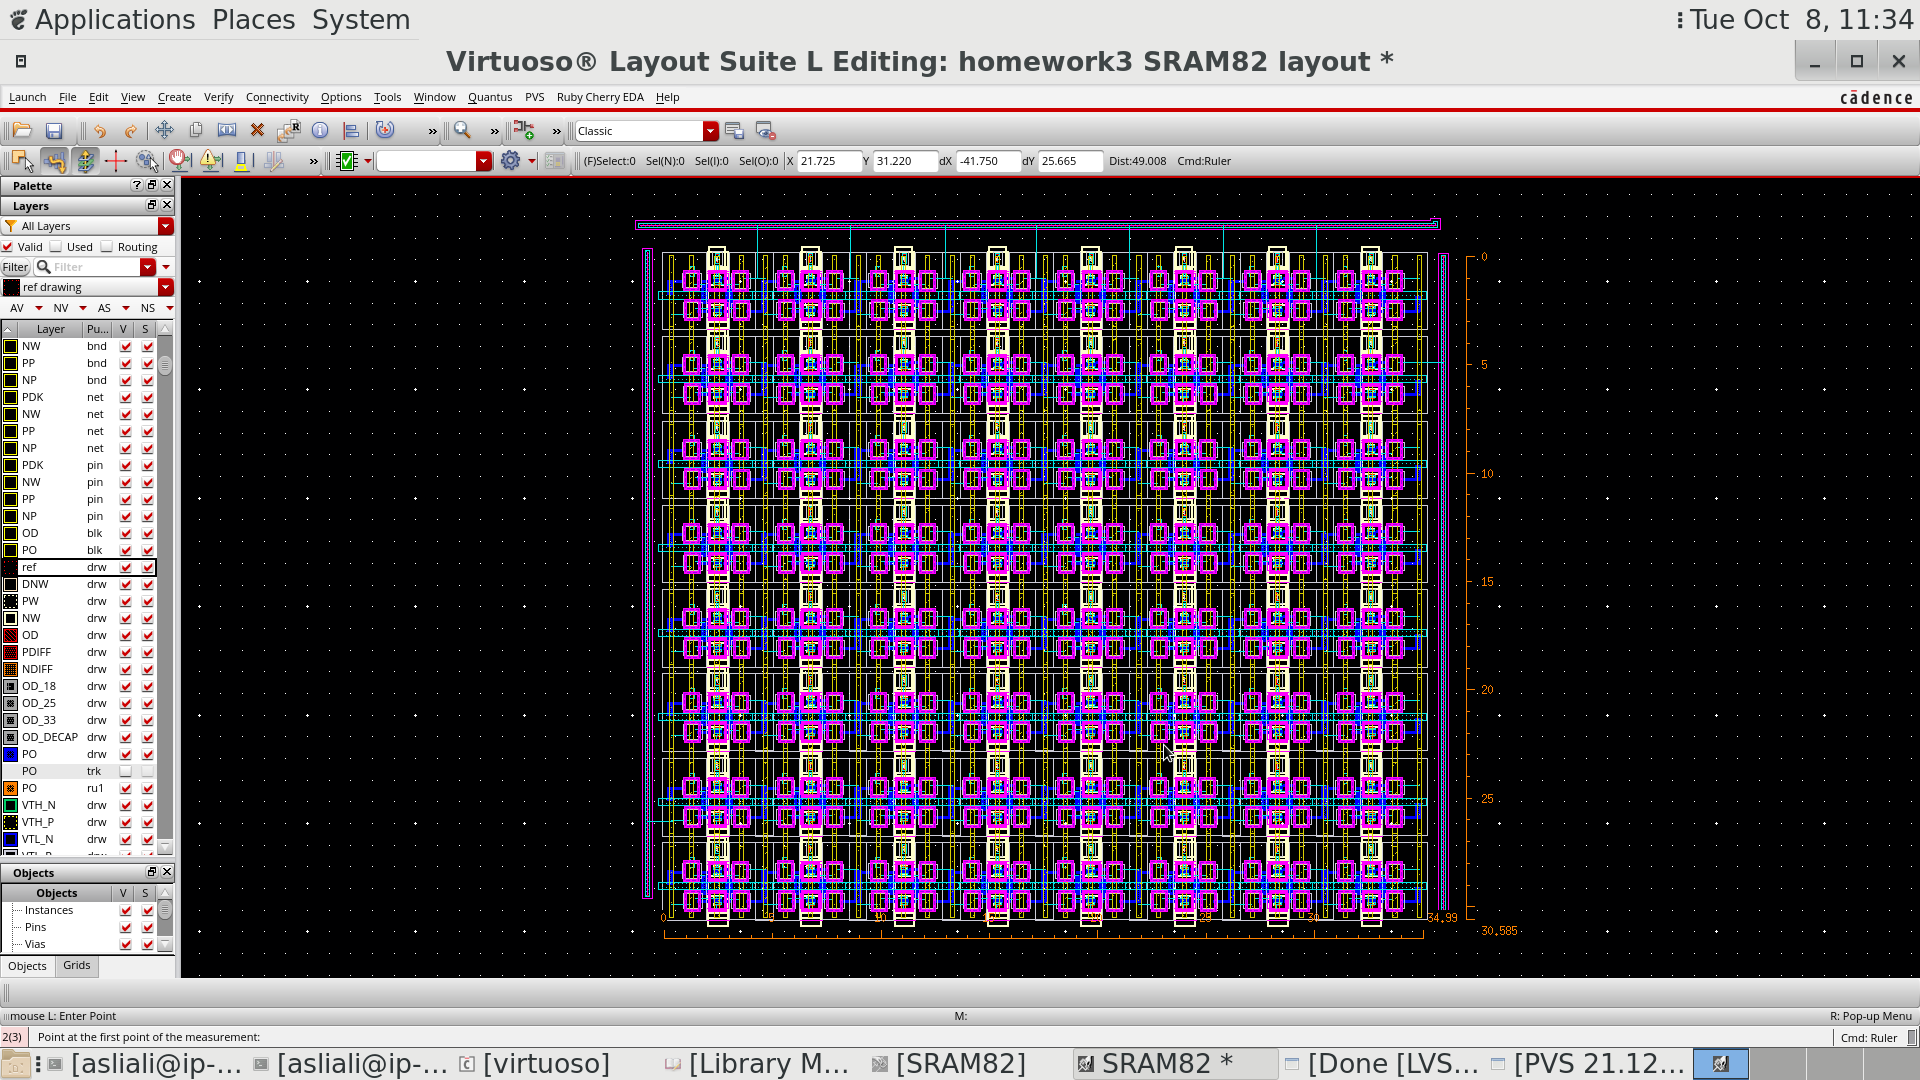 Applications Places System
Tue Oct 8, 11:34
Virtuoso® Layout Suite L Editing: homework3 SRAM82 layout *
Launch File Edit View Create Verify Connectivity Options Tools Window Quantus PVS Ruby Cherry EDA Help
cādence
Classic
(F)Select:0 Sel(N):0 Sel(I):0 Sel(O):0 X 21.725 Y 31.220 dX -41.750 dY 25.665 Dist:49.008 Cmd:Ruler
Palette
Layers
All Layers
Valid Used Routing
Filter Filter
ref drawing
AV NV AS NS
Layer Pu... V S
NW bnd
PP bnd
NP bnd
PDK net
NW net
PP net
NP net
PDK pin
NW pin
PP pin
NP pin
OD blk
PO blk
ref drw
DNW drw
PW drw
NW drw
OD drw
PDIFF drw
NDIFF drw
OD_18 drw
OD_25 drw
OD_33 drw
OD_DECAP drw
PO drw
PO trk
PO ru1
VTH_N drw
VTH_P drw
VTL_N drw
Objects
Objects V S
Instances
Pins
Vias
Objects Grids
0
5
10
15
20
25
30.585
0
34.99
mouse L: Enter Point M: R: Pop-up Menu
2(3) Point at the first point of the measurement: Cmd: Ruler
[asliali@ip-... [asliali@ip-... [virtuoso] [Library M... [SRAM82] SRAM82 * [Done [LVS... [PVS 21.12...